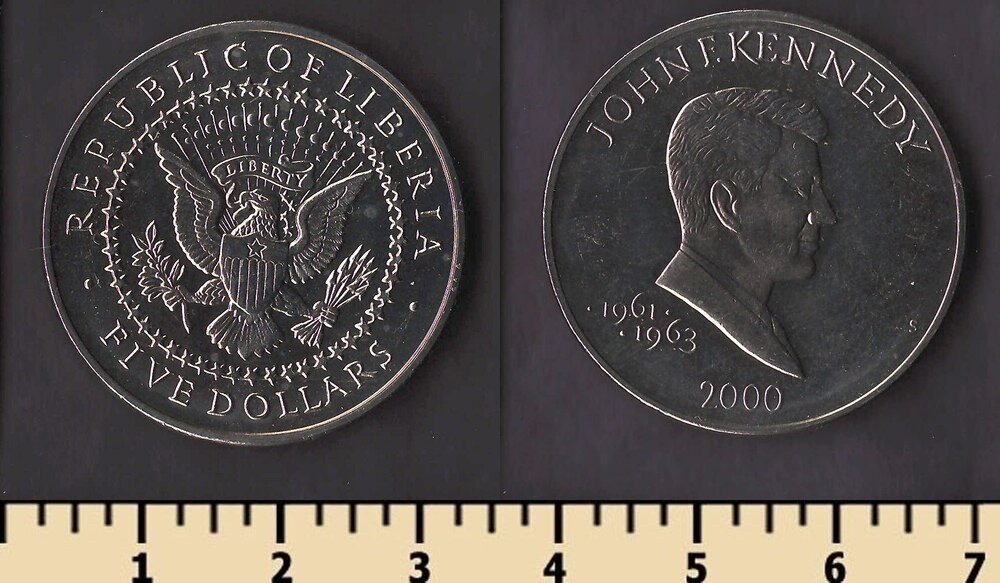 REPUBLIC OF LIBERIA
LIBERTY
FIVE DOLLARS
JOHN F. KENNEDY
·1961·
·1963
S
2000
1 2 3 4 5 6 7